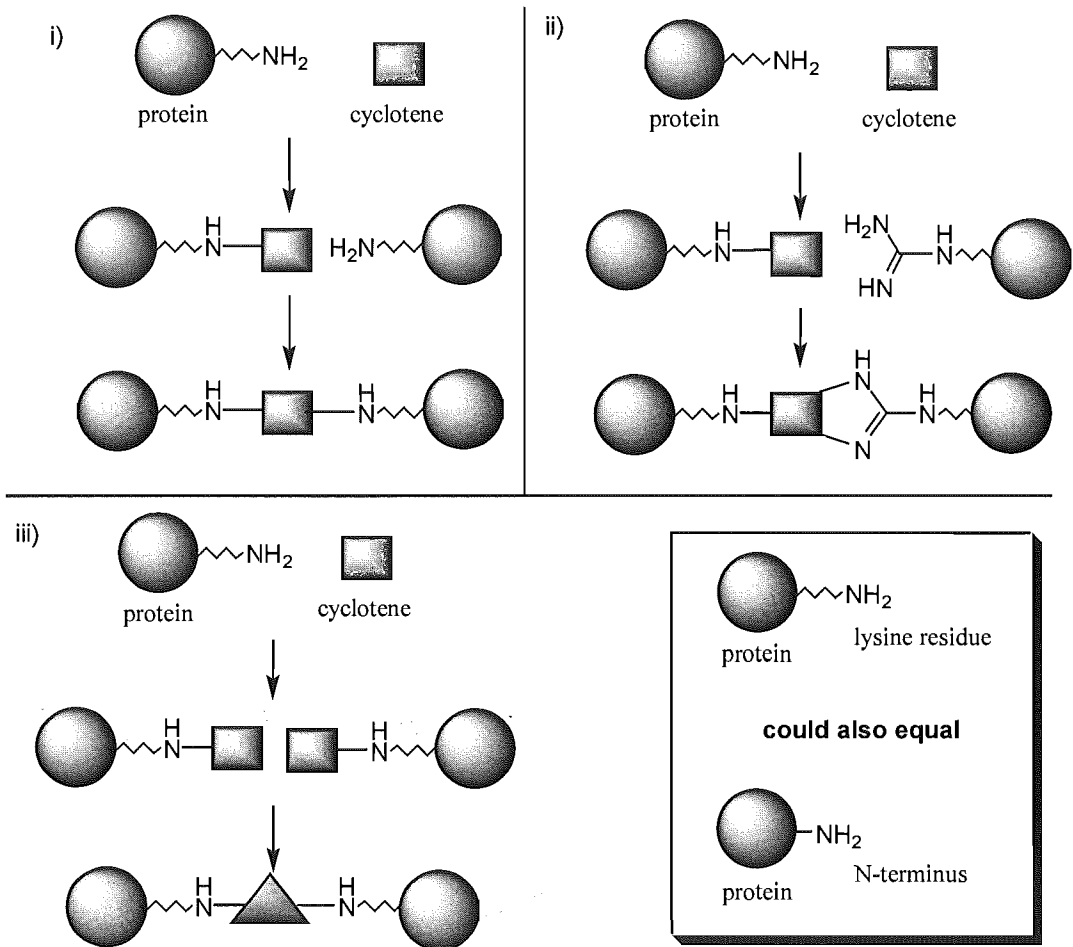 i)
NH2
protein
cyclotene
H
N
H2N
H
N
H
N
ii)
NH2
protein
cyclotene
H
N
H2N
H
N
HN
H
N
H
N
N
H
N
iii)
NH2
protein
cyclotene
H
N
H
N
H
N
H
N
NH2
lysine residue
protein
could also equal
NH2
N-terminus
protein